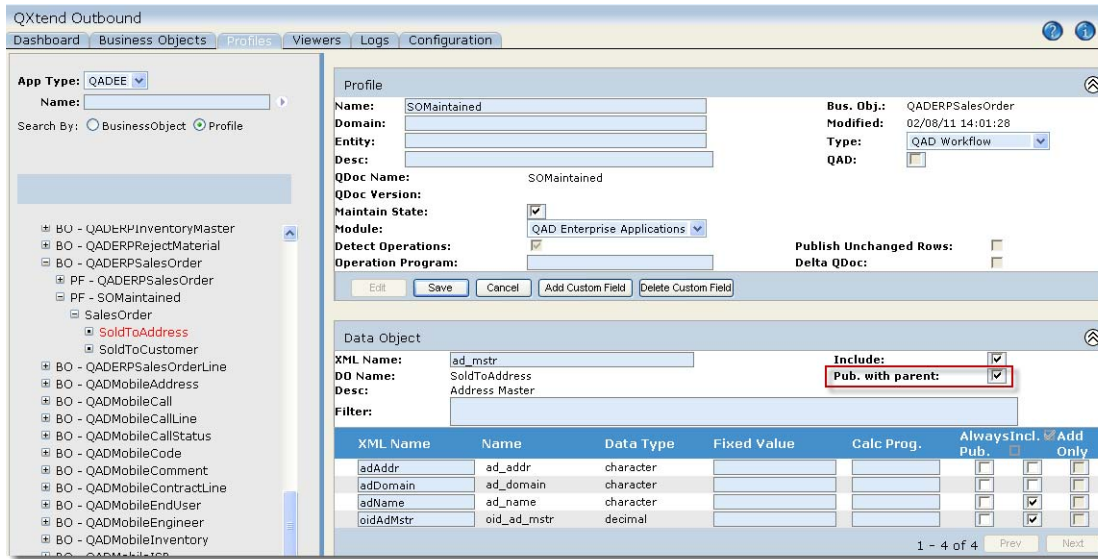 QXtend Outbound
Dashboard Business Objects Profiles Viewers Logs Configuration
App Type: QADEE
Name:
Search By: BusinessObject Profile
BO - QADERPInventoryMaster
BO - QADERPRejectMaterial
BO - QADERPSalesOrder
PF - QADERPSalesOrder
PF - SOMaintained
SalesOrder
SoldToAddress
SoldToCustomer
BO - QADERPSalesOrderLine
BO - QADMobileAddress
BO - QADMobileCall
BO - QADMobileCallLine
BO - QADMobileCallStatus
BO - QADMobileCode
BO - QADMobileComment
BO - QADMobileContractLine
BO - QADMobileEndUser
BO - QADMobileEngineer
BO - QADMobileInventory
Profile
Name: SOMaintained Bus. Obj.: QADERPSalesOrder
Domain: Modified: 02/08/11 14:01:28
Entity: Type: QAD Workflow
Desc: QAD:
QDoc Name: SOMaintained
QDoc Version:
Maintain State:
Module: QAD Enterprise Applications
Detect Operations: Publish Unchanged Rows:
Operation Program: Delta QDoc:
Edit Save Cancel Add Custom Field Delete Custom Field
Data Object
XML Name: ad_mstr Include:
DO Name: SoldToAddress Pub. with parent:
Desc: Address Master
Filter:
XML Name Name Data Type Fixed Value Calc Prog. Always Pub. Incl. Add Only
adAddr ad_addr character
adDomain ad_domain character
adName ad_name character
oidAdMstr oid_ad_mstr decimal
1 - 4 of 4 Prev Next